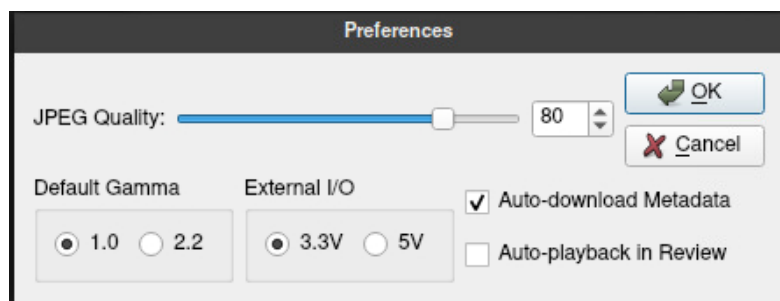 Preferences
JPEG Quality: 80
OK
Cancel
Default Gamma
1.0 2.2
External I/O
3.3V 5V
Auto-download Metadata
Auto-playback in Review